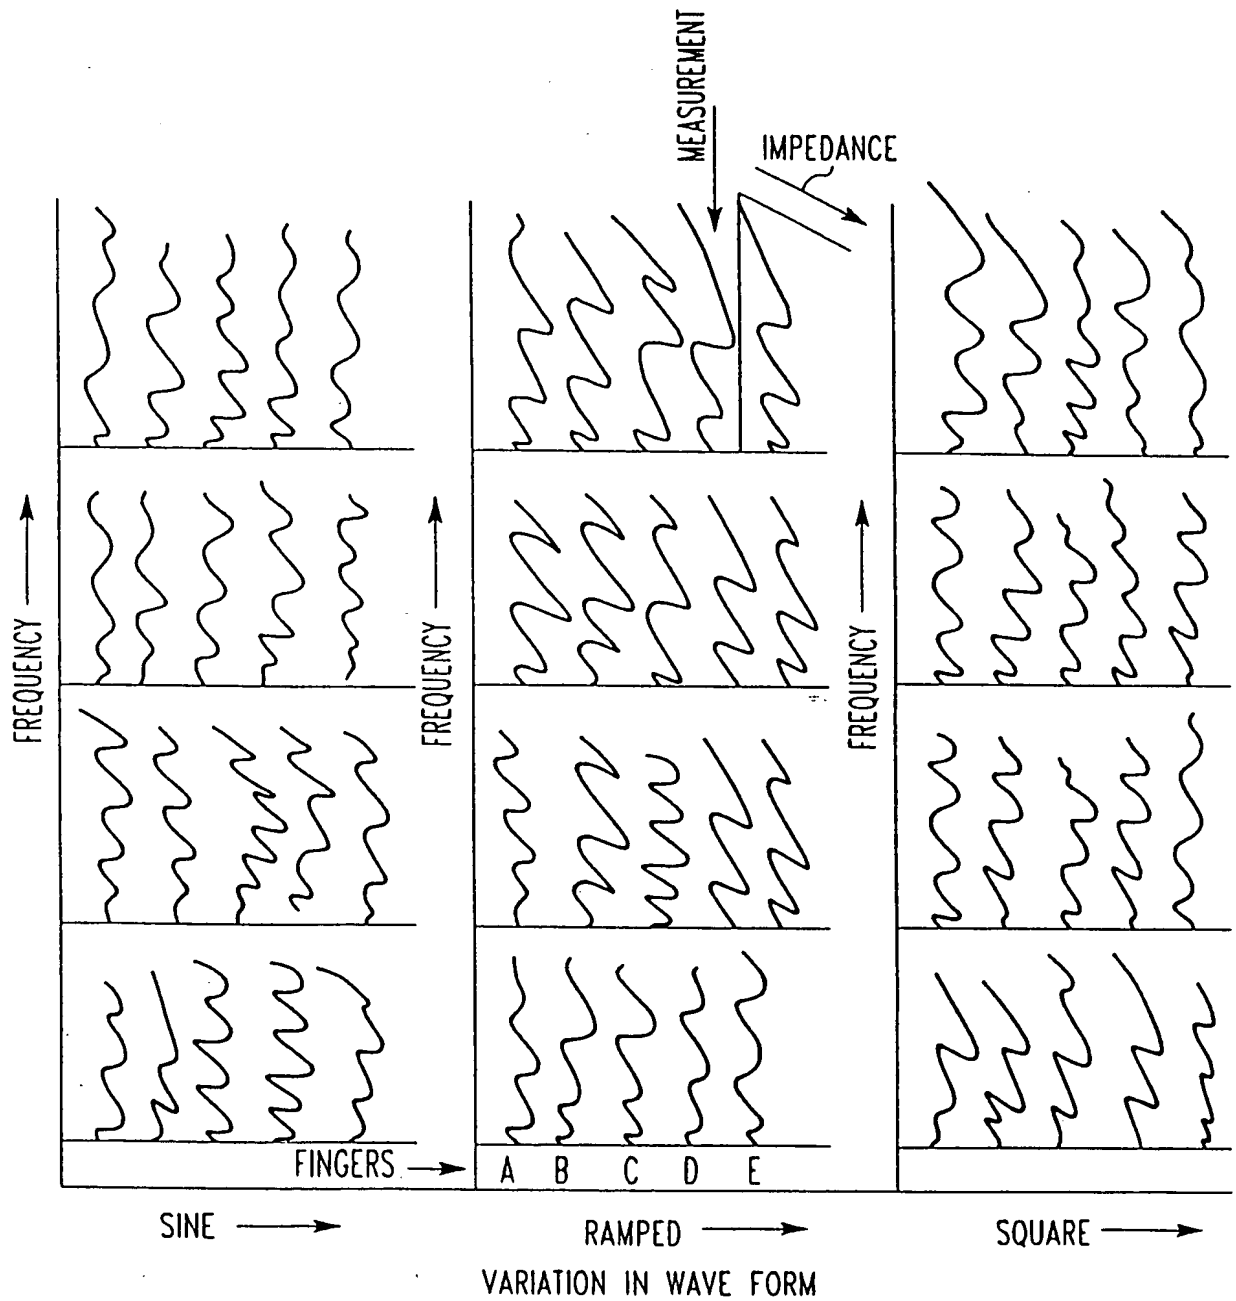 MEASUREMENT
IMPEDANCE
FREQUENCY
FREQUENCY
FREQUENCY
FINGERS
A B C D E
SINE
RAMPED
SQUARE
VARIATION IN WAVE FORM